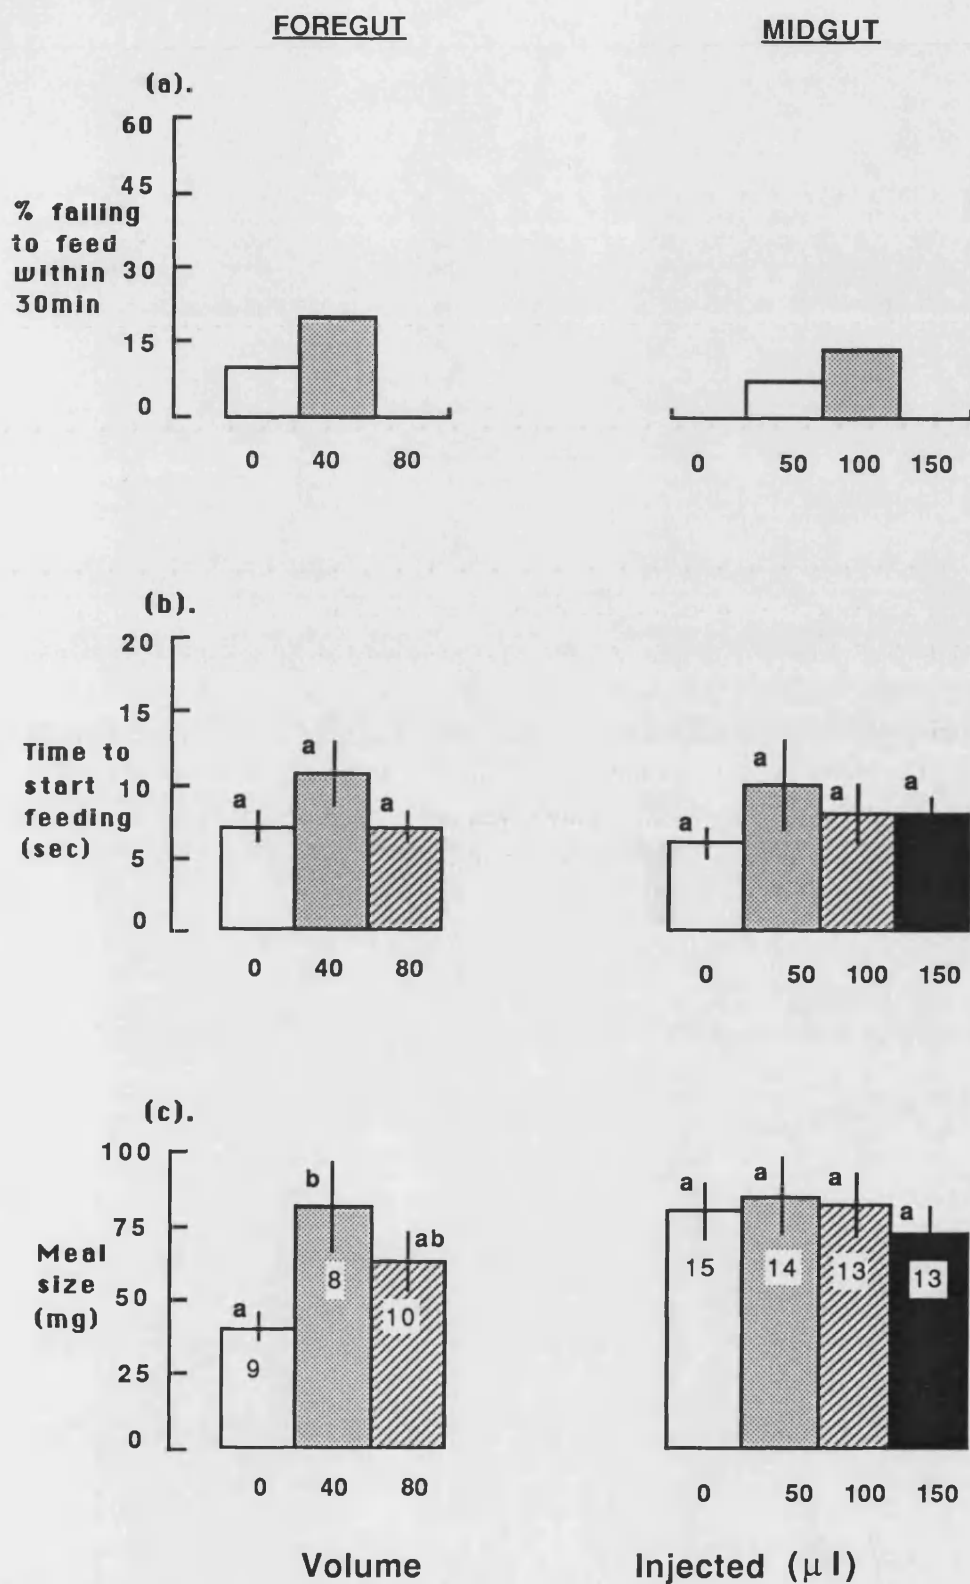 FOREGUT MIDGUT
(a).
60
45
% failing
to feed
within 30
30min
15
0
0 40 80 0 50 100 150
(b).
20
15
Time to
start 10
feeding
(sec) 5
0
a a a a a a a
0 40 80 0 50 100 150
(c).
100
75
Meal
size 50
(mg)
25
0
a b ab a a a a
9 8 10 15 14 13 13
0 40 80 0 50 100 150
Volume Injected (μl)